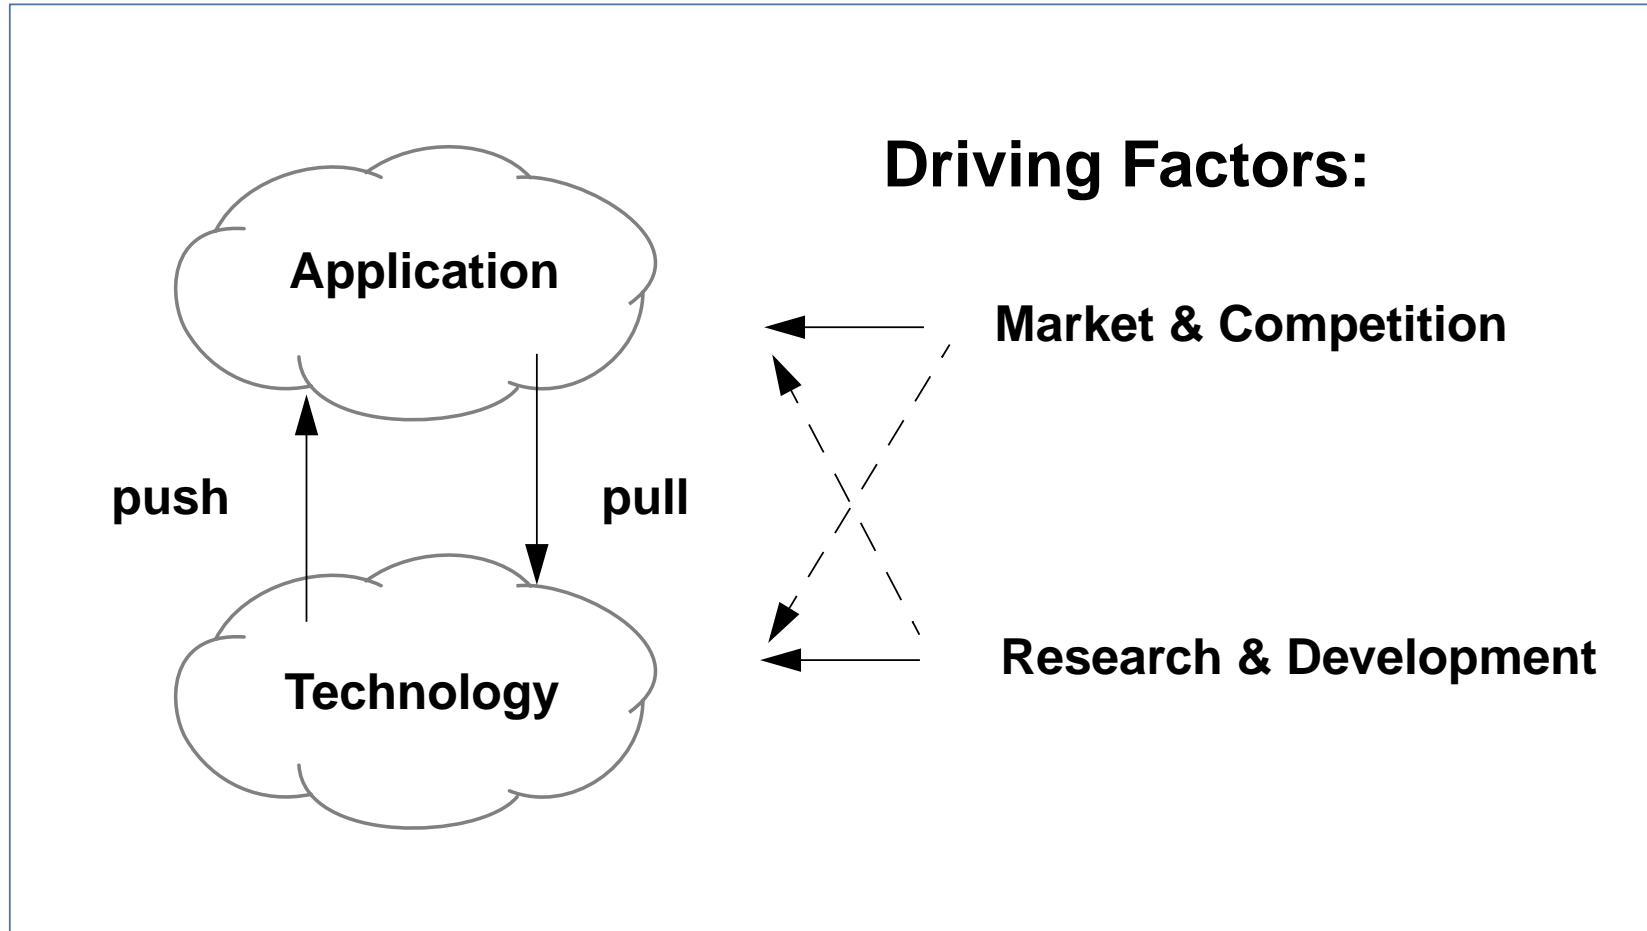 Driving Factors:
Application
Market & Competition
push
pull
Technology
Research & Development